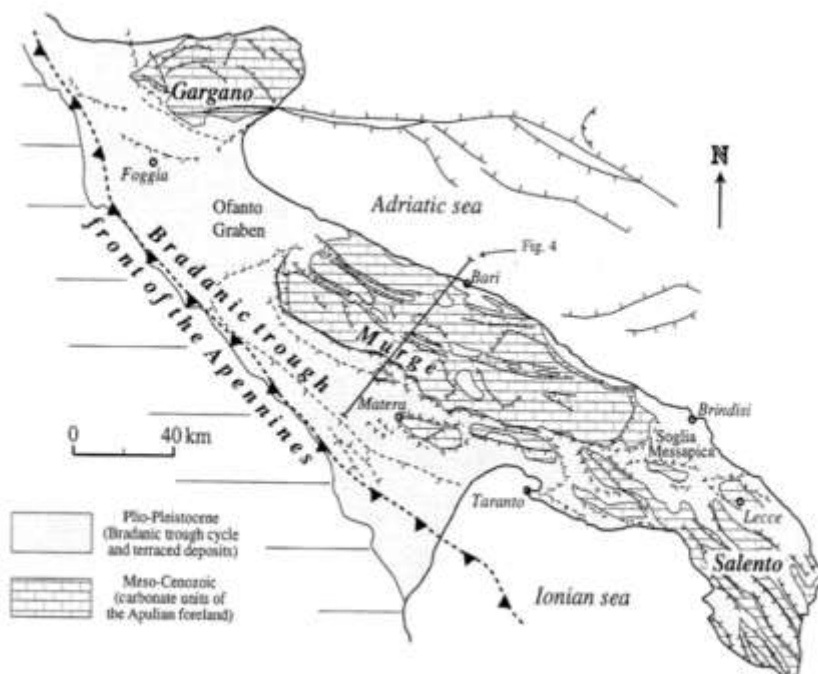 Gargano
N
Foggia
Adriatic sea
Ofanto
Graben
Fig. 4
Bari
Bradanic trough
front of the Apennines
Murge
Matera
Brindisi
0 40 km
Soglia
Messapica
Taranto
Lecce
Plio-Pleistocene
(Bradanic trough cycle
and terraced deposits)
Salento
Meso-Cenozoic
(carbonate units of
the Apulian foreland)
Ionian sea